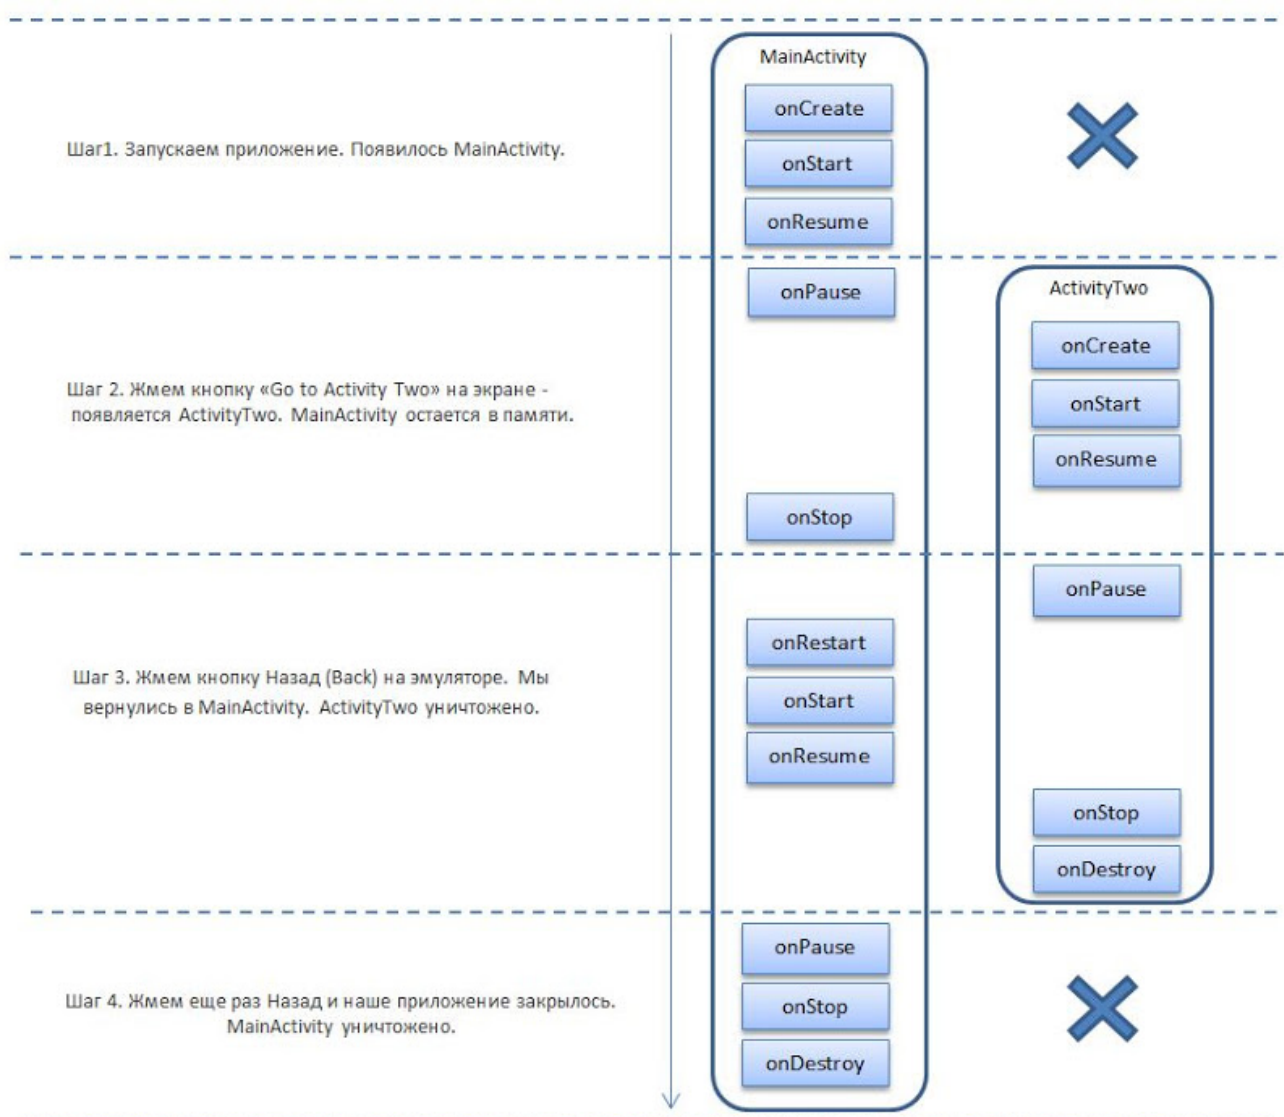 MainActivity
onCreate
Шаг1. Запускаем приложение. Появилось MainActivity.
onStart
onResume
onPause
ActivityTwo
onCreate
Шаг 2. Жмем кнопку «Go to Activity Two» на экране -
появляется ActivityTwo. MainActivity остается в памяти.
onStart
onResume
onStop
onPause
onRestart
Шаг 3. Жмем кнопку Назад (Back) на эмуляторе. Мы
вернулись в MainActivity. ActivityTwo уничтожено.
onStart
onResume
onStop
onDestroy
onPause
Шаг 4. Жмем еще раз Назад и наше приложение закрылось.
MainActivity уничтожено.
onStop
onDestroy